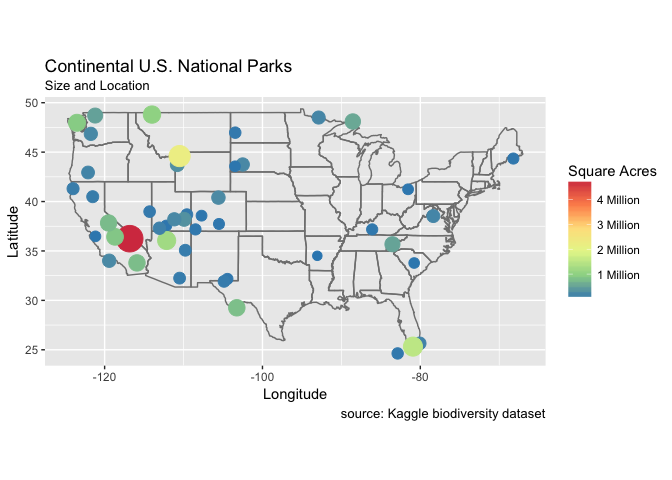 Continental U.S. National Parks
Size and Location
50
45
40
35
30
25
Latitude
-120
-100
-80
Longitude
Square Acres
4 Million
3 Million
2 Million
1 Million
source: Kaggle biodiversity dataset